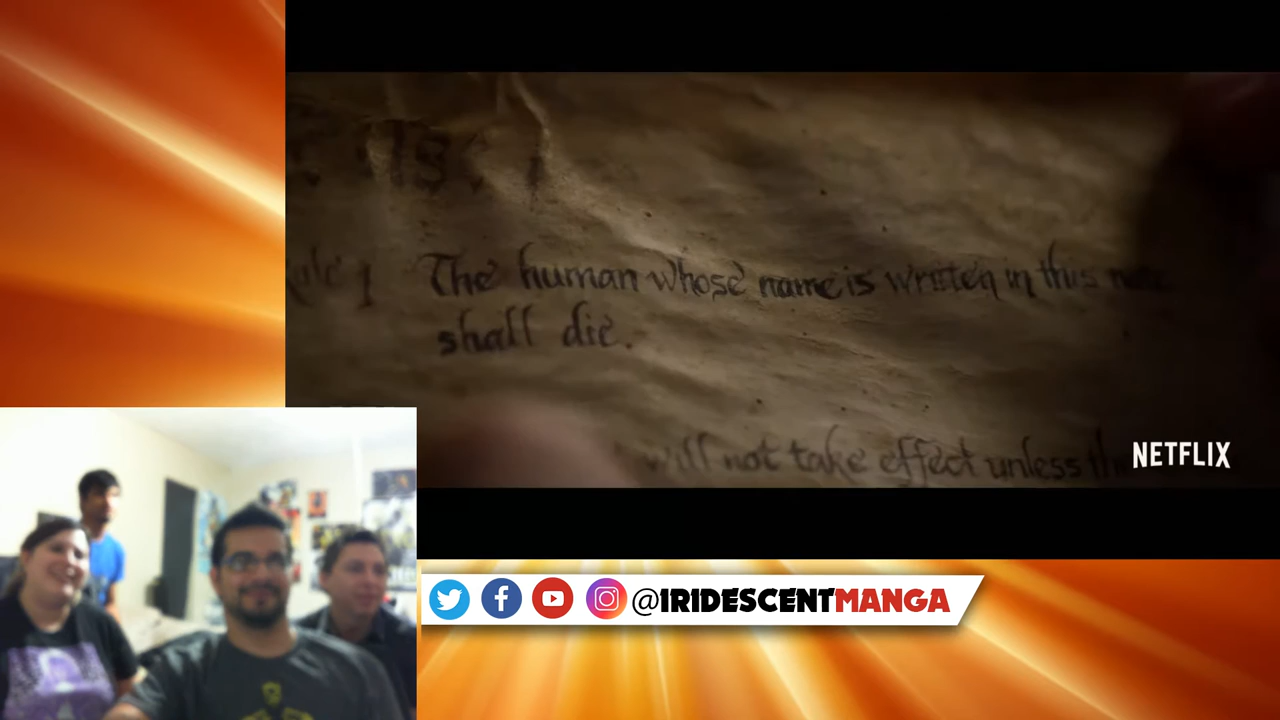 The human whose name is written in this
shall die.
will not take effect unless
NETFLIX
@IRIDESCENTMANGA